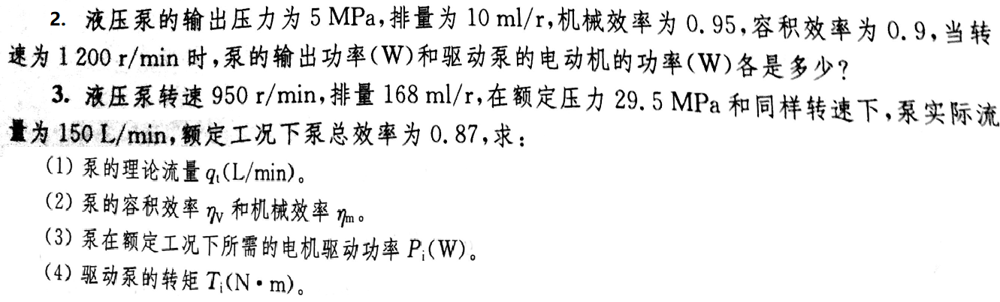 2. 液压泵的输出压力为 5 MPa,排量为 10 ml/r,机械效率为 0.95,容积效率为 0.9,当转
速为 1 200 r/min 时,泵的输出功率(W)和驱动泵的电动机的功率(W)各是多少?
3. 液压泵转速 950 r/min,排量 168 ml/r,在额定压力 29.5 MPa 和同样转速下,泵实际流
量为 150 L/min,额定工况下泵总效率为 0.87,求:
(1) 泵的理论流量 qₜ(L/min)。
(2) 泵的容积效率 ηᵥ 和机械效率 ηₘ。
(3) 泵在额定工况下所需的电机驱动功率 Pᵢ(W)。
(4) 驱动泵的转矩 Tᵢ(N·m)。